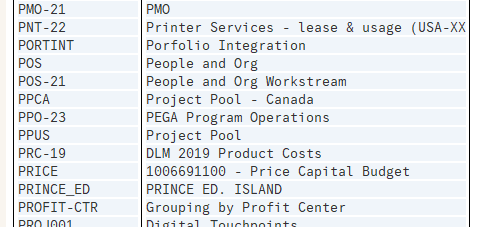 PMO-21 PMO
PNT-22 Printer Services - lease & usage (USA-XX
PORTINT Porfolio Integration
POS People and Org
POS-21 People and Org Workstream
PPCA Project Pool - Canada
PPO-23 PEGA Program Operations
PPUS Project Pool
PRC-19 DLM 2019 Product Costs
PRICE 1006691100 - Price Capital Budget
PRINCE_ED PRINCE ED. ISLAND
PROFIT-CTR Grouping by Profit Center
PROJ001 Digital Touchpoints